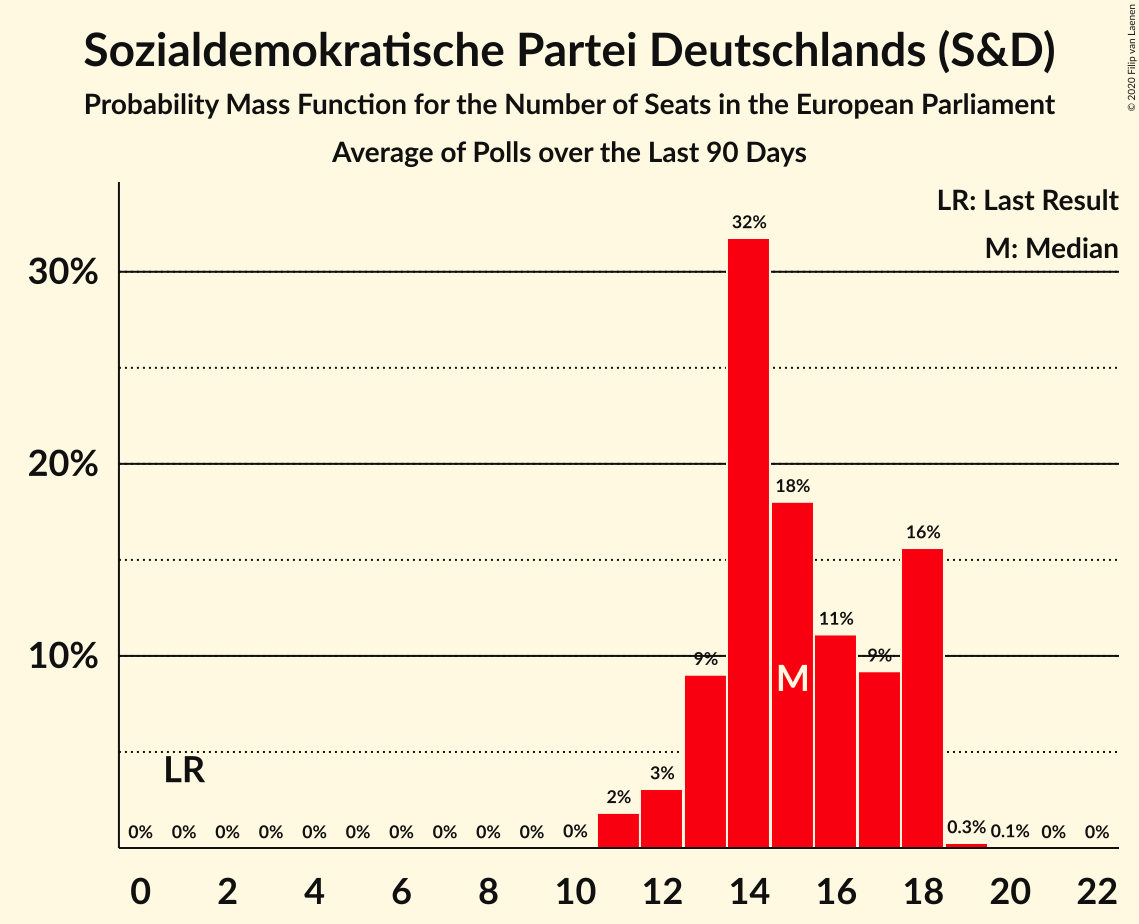 Sozialdemokratische Partei Deutschlands (S&D)
Probability Mass Function for the Number of Seats in the European Parliament
Average of Polls over the Last 90 Days
© 2020 Filip van Laenen
LR: Last Result
M: Median
30%
20%
10%
32%
18%
16%
11%
9%
9%
M
LR
3%
2%
0% 0% 0% 0% 0% 0% 0% 0% 0% 0% 0% 0.3% 0.1% 0% 0%
0 2 4 6 8 10 12 14 16 18 20 22